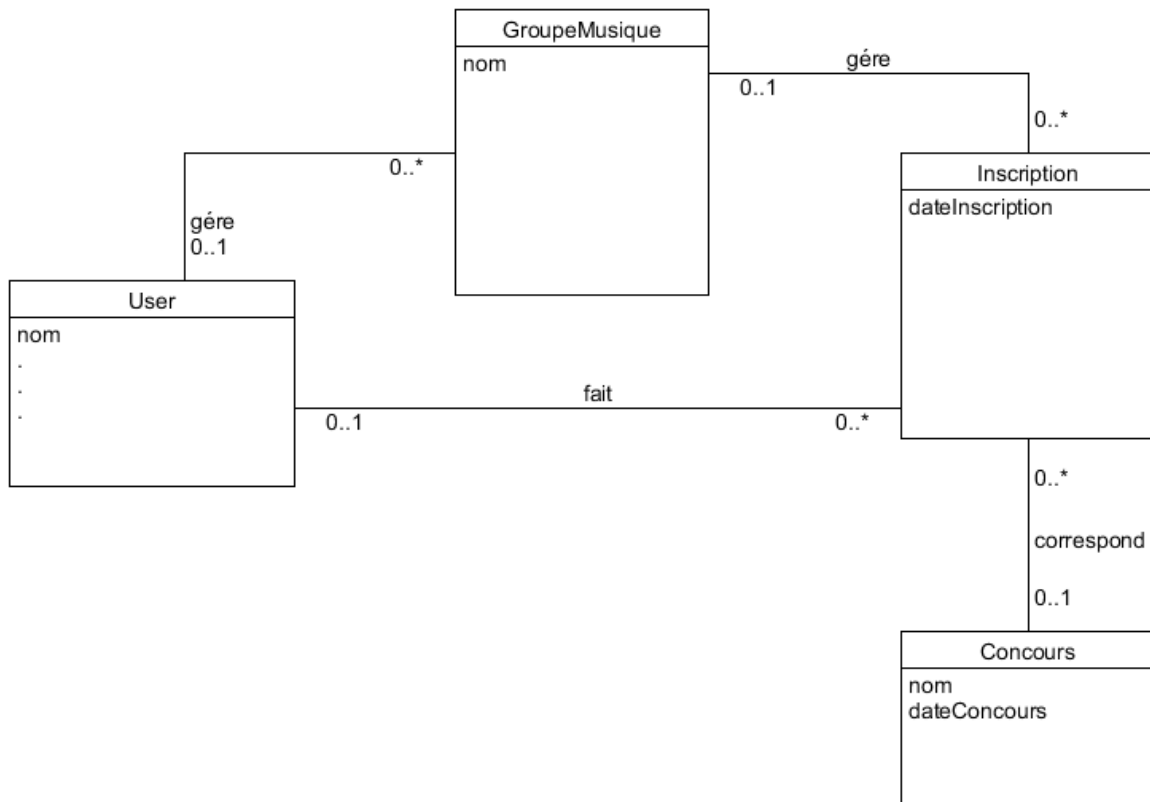 GroupeMusique
nom
gére
0..1
0..*
0..*
gére
0..1
Inscription
dateInscription
User
nom
.
.
.
fait
0..1
0..*
0..*
correspond
0..1
Concours
nom
dateConcours